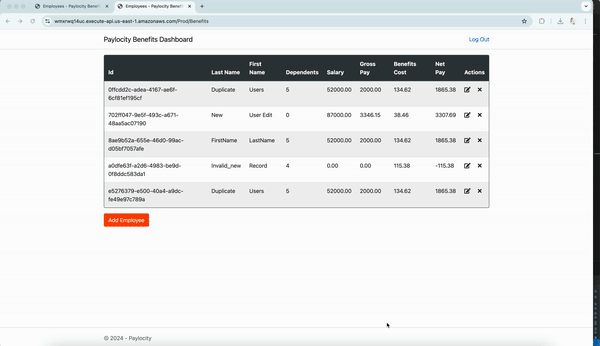 Employees - Paylocity Benefit
Employees - Paylocity Benefit
wmerwq14uc.execute-api.us-east-1.amazonaws.com/Prod/Benefits
Paylocity Benefits Dashboard Log Out
Id Last Name First Name Dependents Salary Gross Pay Benefits Cost Net Pay Actions
0ffcdd2c-adea-4167-ae6f-6cf81ef195cf Duplicate Users 5 52000.00 2000.00 134.62 1865.38
702ff047-9e5f-493c-a671-48aa5ac07190 New User Edit 0 87000.00 3346.15 38.46 3307.69
8ae9b52a-655e-46d0-99ac-d05bf7057afe FirstName LastName 5 52000.00 2000.00 134.62 1865.38
a0dfe63f-a2d6-4983-be9d-0f8ddc583da1 Invalid_new Record 4 0.00 0.00 115.38 -115.38
e5276379-e500-40a4-a9dc-fe49e97c789a Duplicate Users 5 52000.00 2000.00 134.62 1865.38
Add Employee
© 2024 - Paylocity